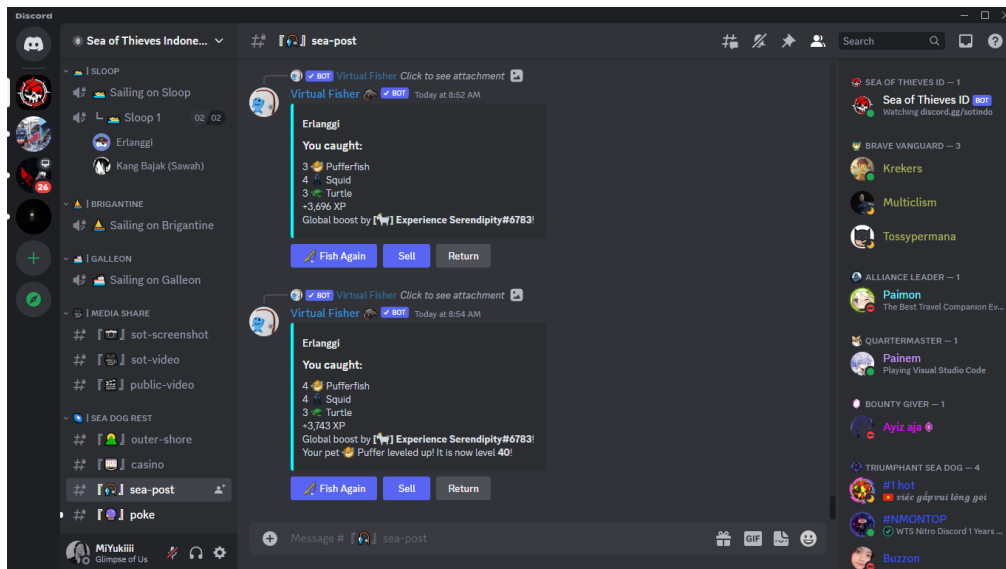 Discord
Sea of Thieves Indone...
| SLOOP
Sailing on Sloop
Sloop 1 02 02
Erlanggi
Kang Bajak (Sawah)
| BRIGANTINE
Sailing on Brigantine
| GALLEON
Sailing on Galleon
| MEDIA SHARE
『📷』sot-screenshot
『🎥』sot-video
『🎬』public-video
| SEA DOG REST
『🤮』outer-shore
『🎰』casino
『🎧』sea-post
『🔮』poke
26
MiYukiiii
Glimpse of Us
『🎧』sea-post
Search
BOT Virtual Fisher Click to see attachment
Virtual Fisher BOT Today at 8:52 AM
Erlanggi
You caught:
3 Pufferfish
4 Squid
3 Turtle
+3,696 XP
Global boost by [🐈] Experience Serendipity#6783!
Fish Again Sell Return
BOT Virtual Fisher Click to see attachment
Virtual Fisher BOT Today at 8:54 AM
Erlanggi
You caught:
4 Pufferfish
4 Squid
3 Turtle
+3,743 XP
Global boost by [🐈] Experience Serendipity#6783!
Your pet Puffer leveled up! It is now level 40!
Fish Again Sell Return
Message #『🎧』sea-post
GIF
SEA OF THIEVES ID — 1
Sea of Thieves ID BOT
Watching discord.gg/sotindo
BRAVE VANGUARD — 3
Krekers
Multiclism
Tossypermana
ALLIANCE LEADER — 1
Paimon
The Best Travel Companion Ev...
QUARTERMASTER — 1
Painem
Playing Visual Studio Code
BOUNTY GIVER — 1
Ayiz aja
TRIUMPHANT SEA DOG — 4
#1 hot
việc gấp vui lòng gọi
#NMONTOP
WTS Nitro Discord 1 Years ...
Buzzon